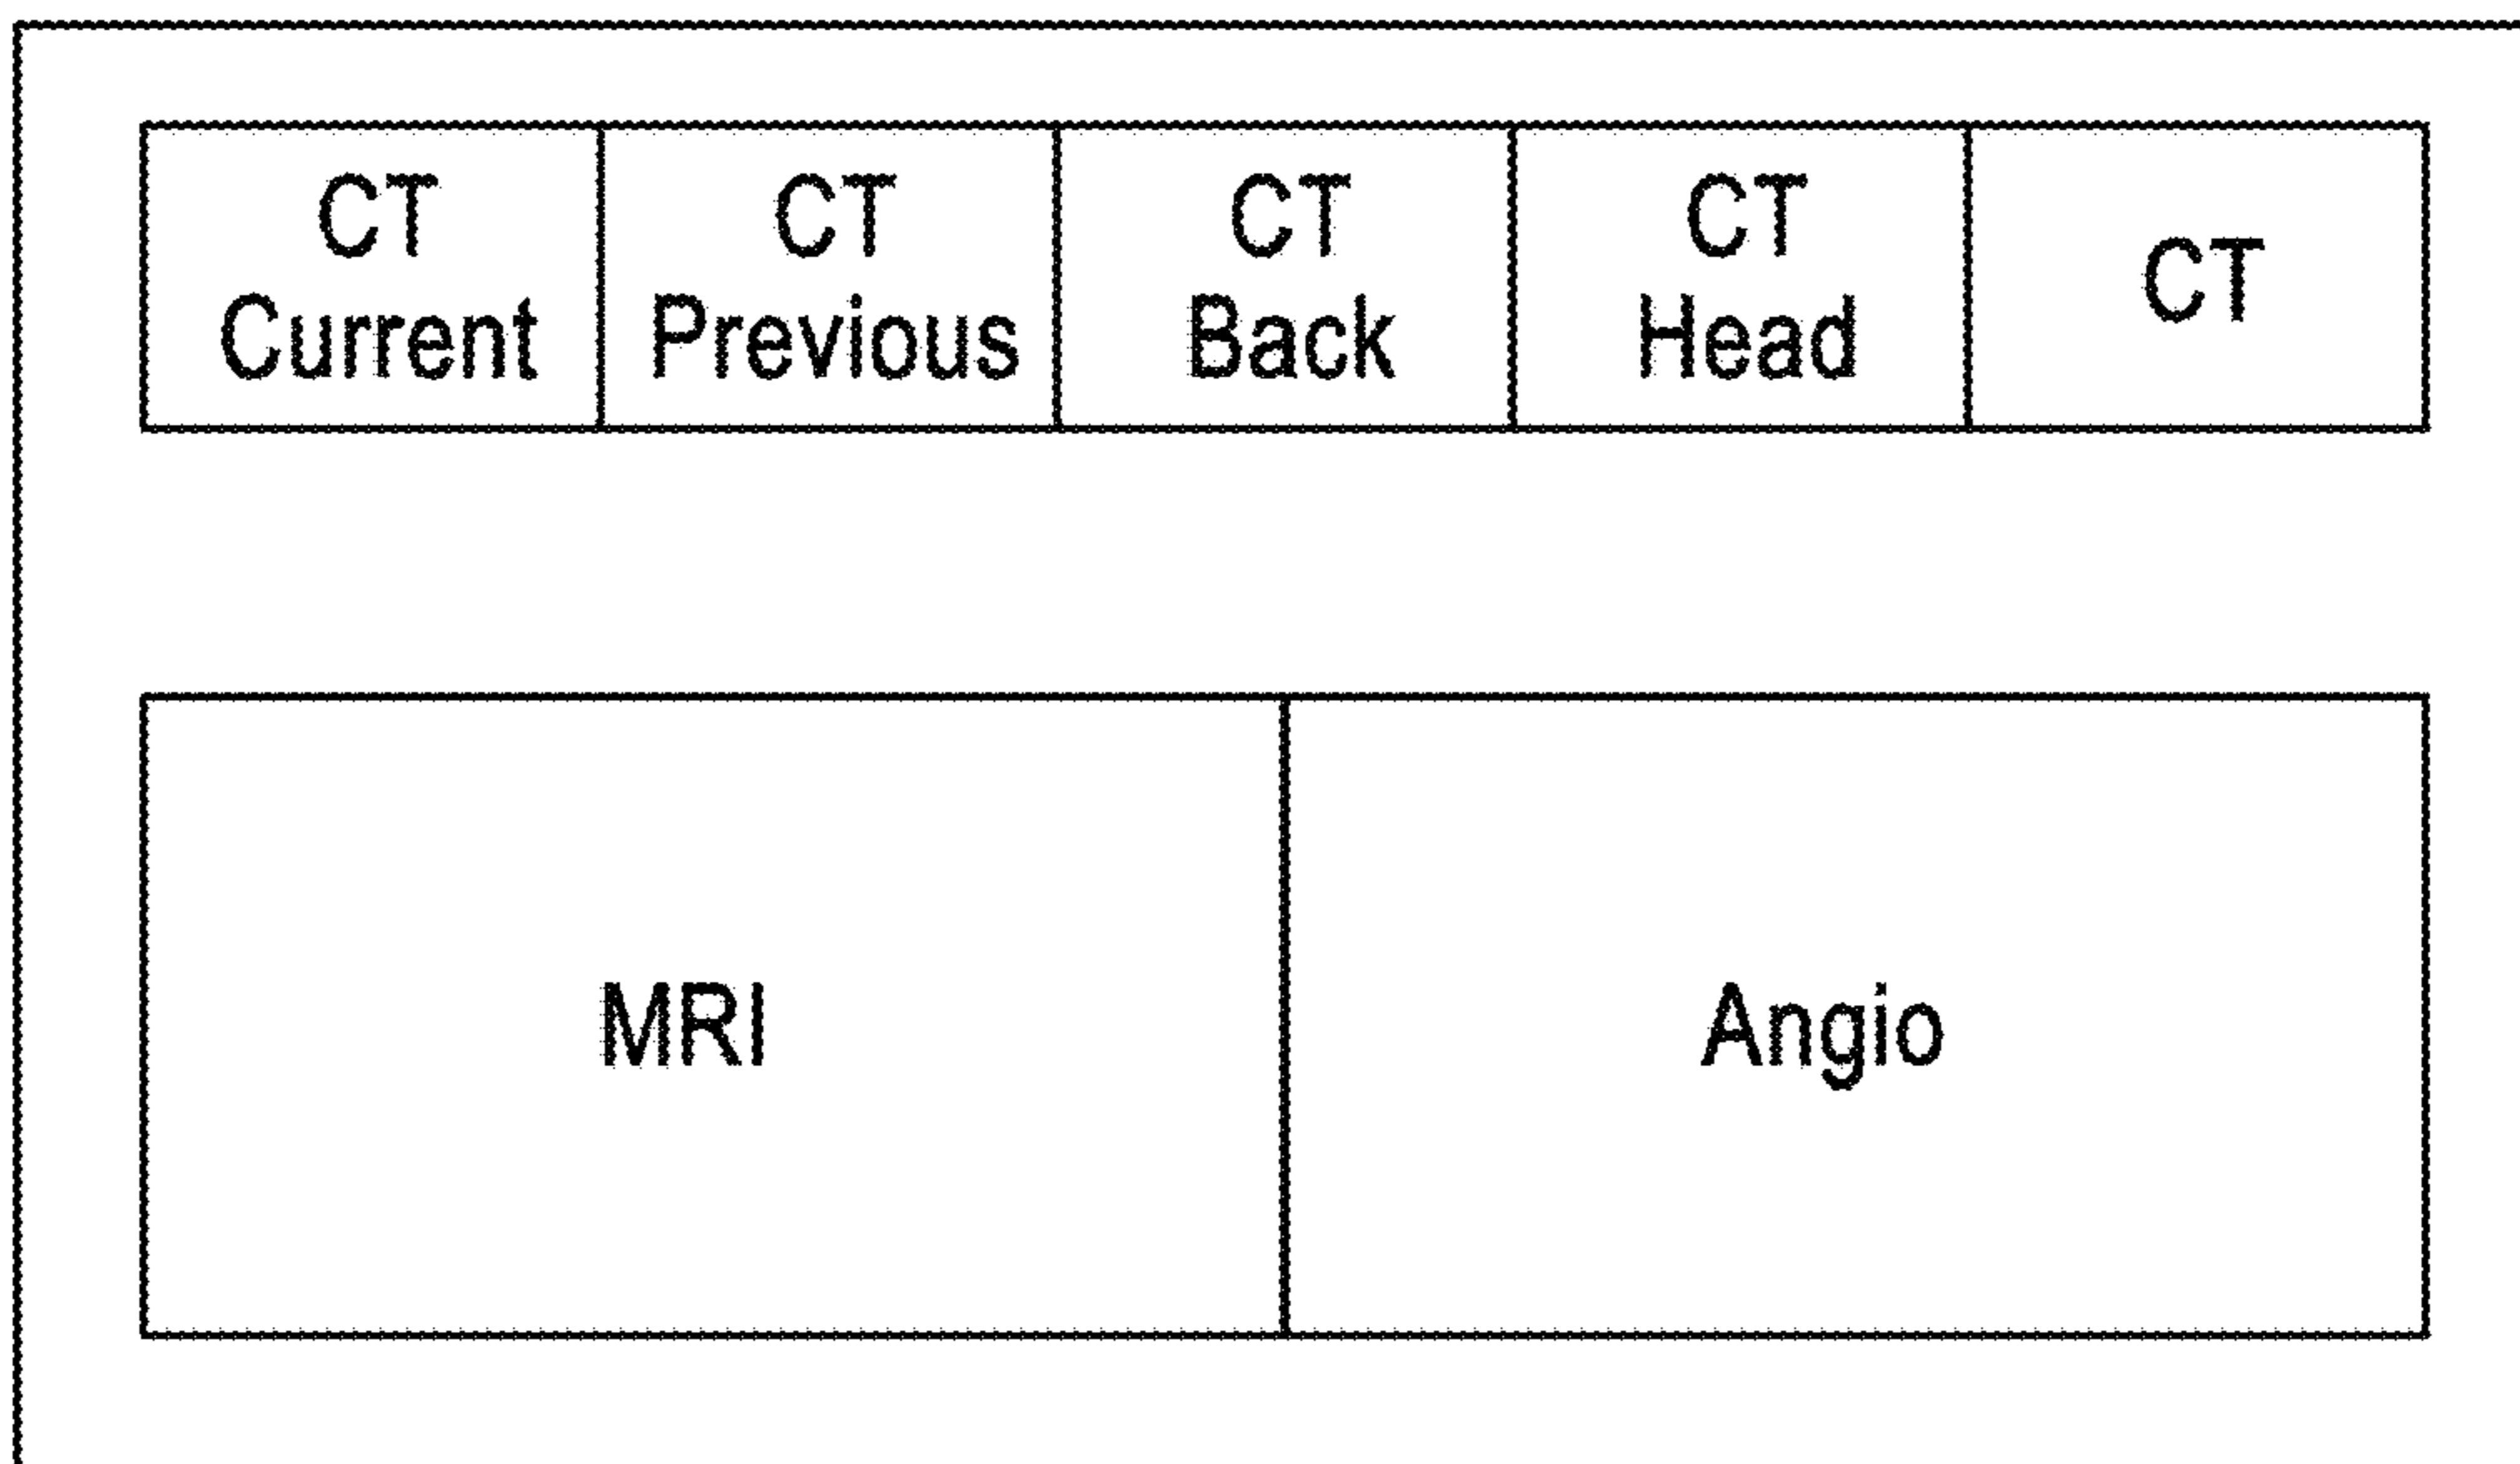 CT
Current
CT
Previous
CT
Back
CT
Head
CT
MRI
Angio